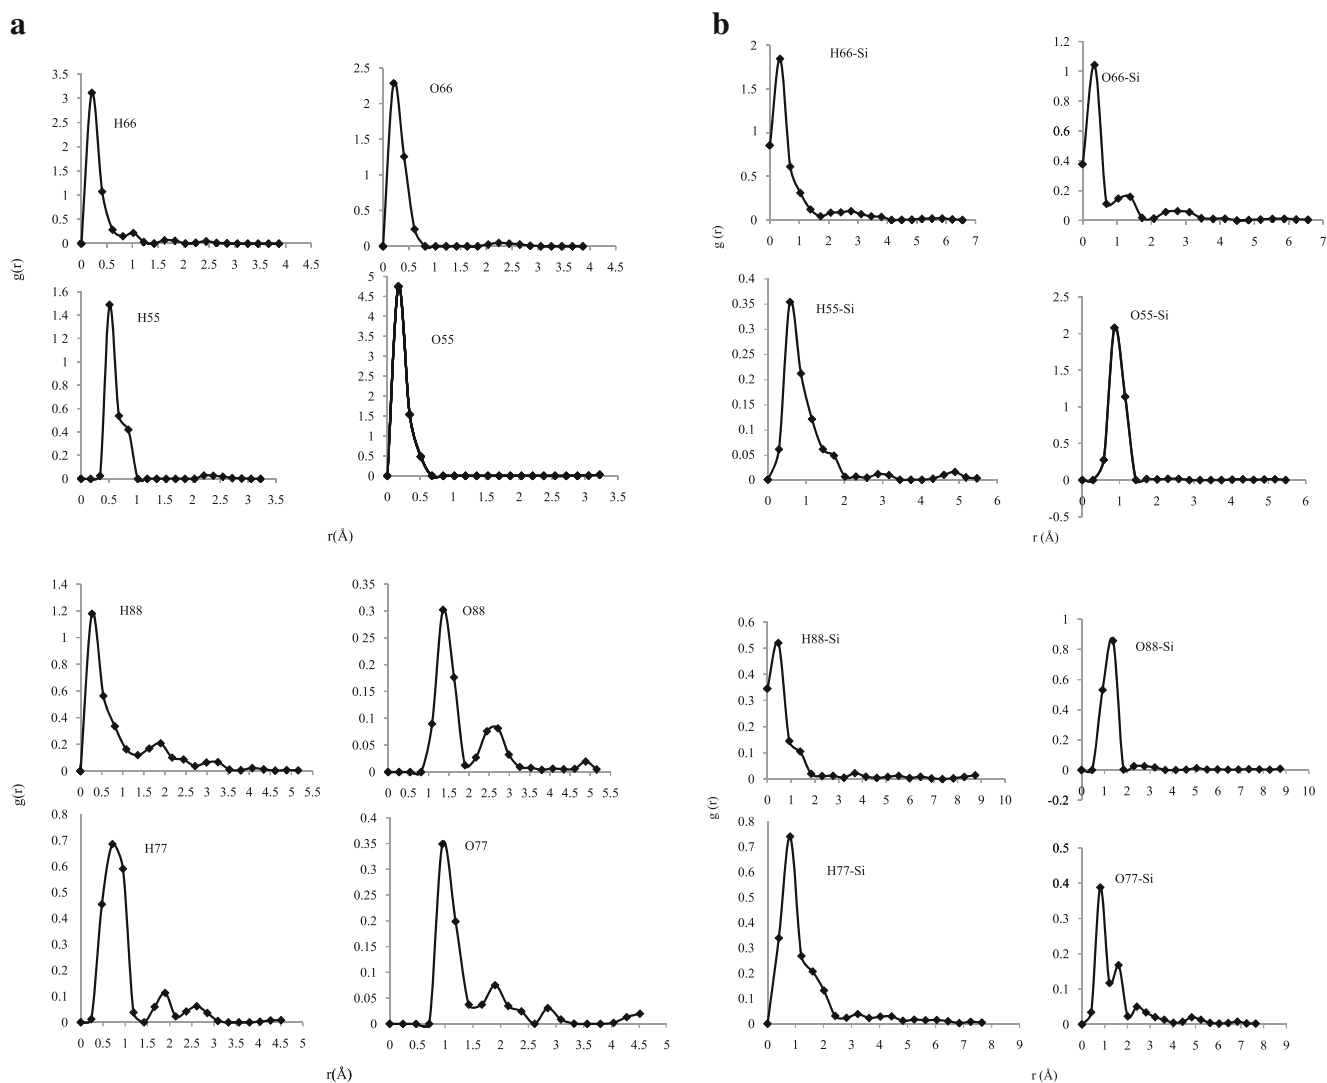 a
3.5
3
2.5
2
1.5
1
0.5
0
H66
0 0.5 1 1.5 2 2.5 3 3.5 4 4.5
2.5
2
1.5
1
0.5
0
O66
0 0.5 1 1.5 2 2.5 3 3.5 4 4.5
g(r)
1.6
1.4
1 2
1
0.8
0.6
0.4
0.2
0
H55
0 0.5 1 1.5 2 2.5 3 3.5
5
4.5
4
3.5
3
2.5
2
1.5
1
0.5
0
O55
0 0.5 1 1.5 2 2.5 3 3.5
r(Å)
1.4
1.2
1
0.8
0.6
0.4
0.2
0
H88
0 0.5 1 1.5 2 2.5 3 3.5 4 4.5 5 5.5
0.35
0 3
0.25
0.2
0.15
0.1
0.05
0
O88
0 0.5 1 1.5 2 2.5 3 3.5 4 4.5 5 5.5
g(r)
0.8
0.7
0.6
0.5
0.4
0.3
0.2
0.1
0
H77
0 0.5 1 1.5 2 2.5 3 3.5 4 4.5 5
0.4
0.35
0.3
0.25
0.2
0.15
0.1
0.05
0
O77
0 0.5 1 1.5 2 2.5 3 3.5 4 4.5 5
r(Å)
b
2
1.5
1
0.5
0
H66-Si
0 1 2 3 4 5 6 7
1.2
1
0.8
0.6
0.4
0.2
0
O66-Si
0 1 2 3 4 5 6 7
g (r)
0.4
0.35
0.3
0.25
0.2
0.15
0.1
0.05
0
H55-Si
0 1 2 3 4 5 6
2.5
2
1.5
1
0.5
0
-0.5
O55-Si
0 1 2 3 4 5 6
r (Å)
0.6
0.5
0.4
0.3
0.2
0.1
0
H88-Si
0 1 2 3 4 5 6 7 8 9 10
1
0.8
0.6
0.4
0.2
0
-0.2
O88-Si
0 1 2 3 4 5 6 7 8 9 10
g (r)
0.8
0.7
0.6
0.5
0.4
0.3
0.2
0.1
0
H77-Si
0 1 2 3 4 5 6 7 8 9
0.5
0.4
0.3
0.2
0.1
0
O77-Si
0 1 2 3 4 5 6 7 8 9
r (Å)